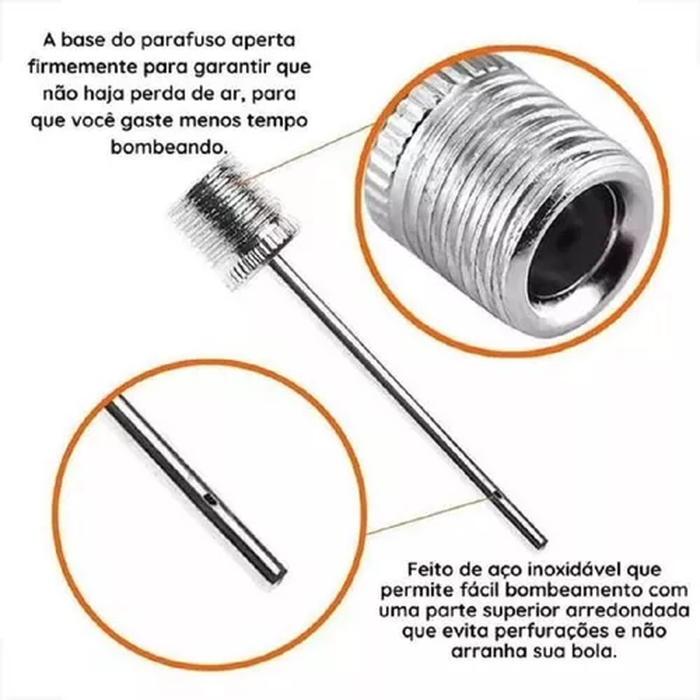 A base do parafuso aperta
firmemente para garantir que
não haja perda de ar, para
que você gaste menos tempo
bombeando.
Feito de aço inoxidável que
permite fácil bombeamento com
uma parte superior arredondada
que evita perfurações e não
arranha sua bola.